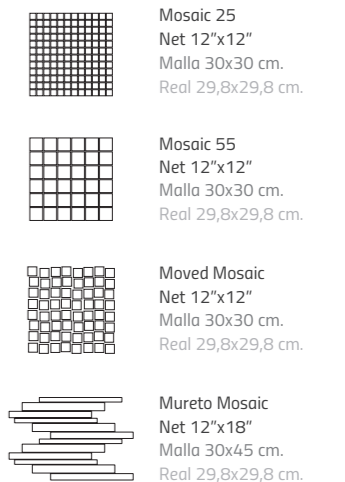 Mosaic 25
Net 12”x12”
Malla 30x30 cm.
Real 29,8x29,8 cm.
Mosaic 55
Net 12”x12”
Malla 30x30 cm.
Real 29,8x29,8 cm.
Moved Mosaic
Net 12”x12”
Malla 30x30 cm.
Real 29,8x29,8 cm.
Mureto Mosaic
Net 12”x18”
Malla 30x45 cm.
Real 29,8x29,8 cm.